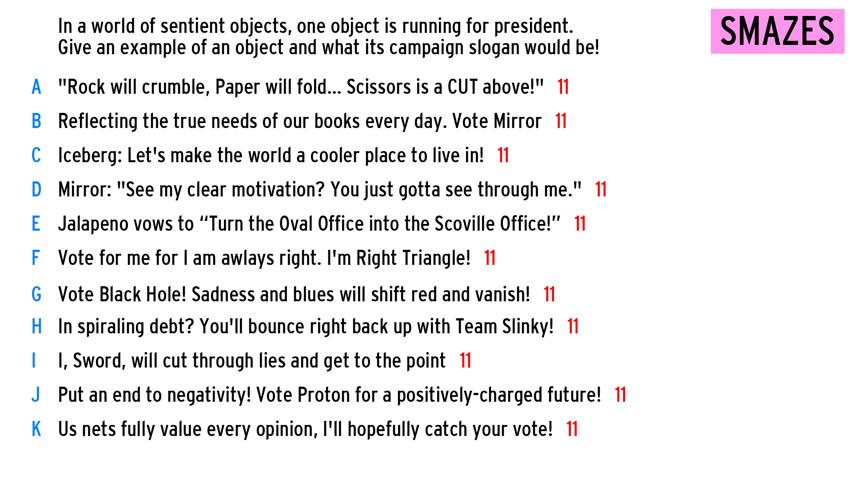 In a world of sentient objects, one object is running for president.
Give an example of an object and what its campaign slogan would be!
SMAZES
A "Rock will crumble, Paper will fold... Scissors is a CUT above!" 11
B Reflecting the true needs of our books every day. Vote Mirror 11
C Iceberg: Let's make the world a cooler place to live in! 11
D Mirror: "See my clear motivation? You just gotta see through me." 11
E Jalapeno vows to “Turn the Oval Office into the Scoville Office!” 11
F Vote for me for I am awlays right. I'm Right Triangle! 11
G Vote Black Hole! Sadness and blues will shift red and vanish! 11
H In spiraling debt? You'll bounce right back up with Team Slinky! 11
I I, Sword, will cut through lies and get to the point 11
J Put an end to negativity! Vote Proton for a positively-charged future! 11
K Us nets fully value every opinion, I'll hopefully catch your vote! 11